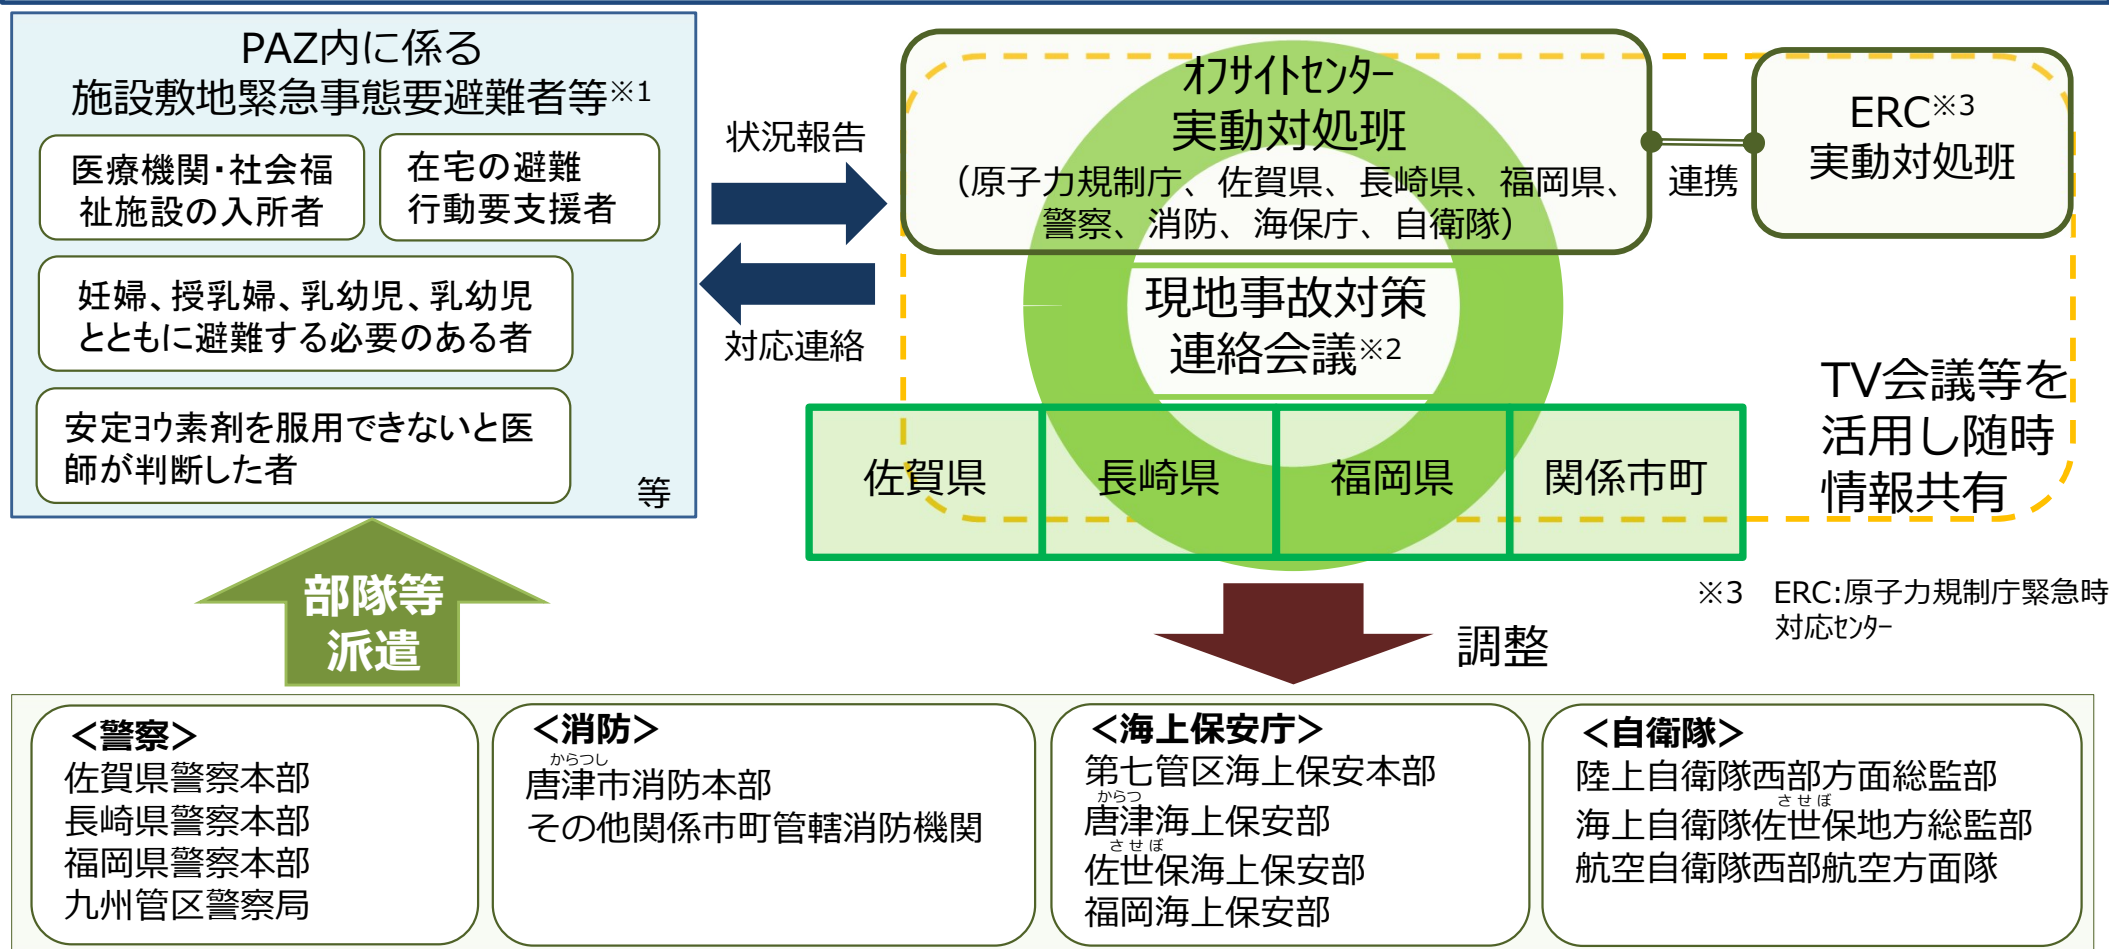 PAZ内に係る
施設敷地緊急事態要避難者等※1
医療機関・社会福
祉施設の入所者
在宅の避難
行動要支援者
妊婦、授乳婦、乳幼児、乳幼児
とともに避難する必要のある者
安定ﾖｳ素剤を服用できないと医
師が判断した者
等
状況報告
対応連絡
ｵﾌｻｲﾄｾﾝﾀｰ
実動対処班
（原子力規制庁、佐賀県、長崎県、福岡県、
警察、消防、海保庁、自衛隊）
連携
ERC※3
実動対処班
現地事故対策
連絡会議※2
TV会議等を
活用し随時
情報共有
佐賀県
長崎県
福岡県
関係市町
※3　ERC:原子力規制庁緊急時
対応ｾﾝﾀｰ
部隊等
派遣
調整
＜警察＞
佐賀県警察本部
長崎県警察本部
福岡県警察本部
九州管区警察局
＜消防＞
からつし
唐津市消防本部
その他関係市町管轄消防機関
＜海上保安庁＞
第七管区海上保安本部
からつ
唐津海上保安部
させぼ
佐世保海上保安部
福岡海上保安部
＜自衛隊＞
陸上自衛隊西部方面総監部
させぼ
海上自衛隊佐世保地方総監部
航空自衛隊西部航空方面隊